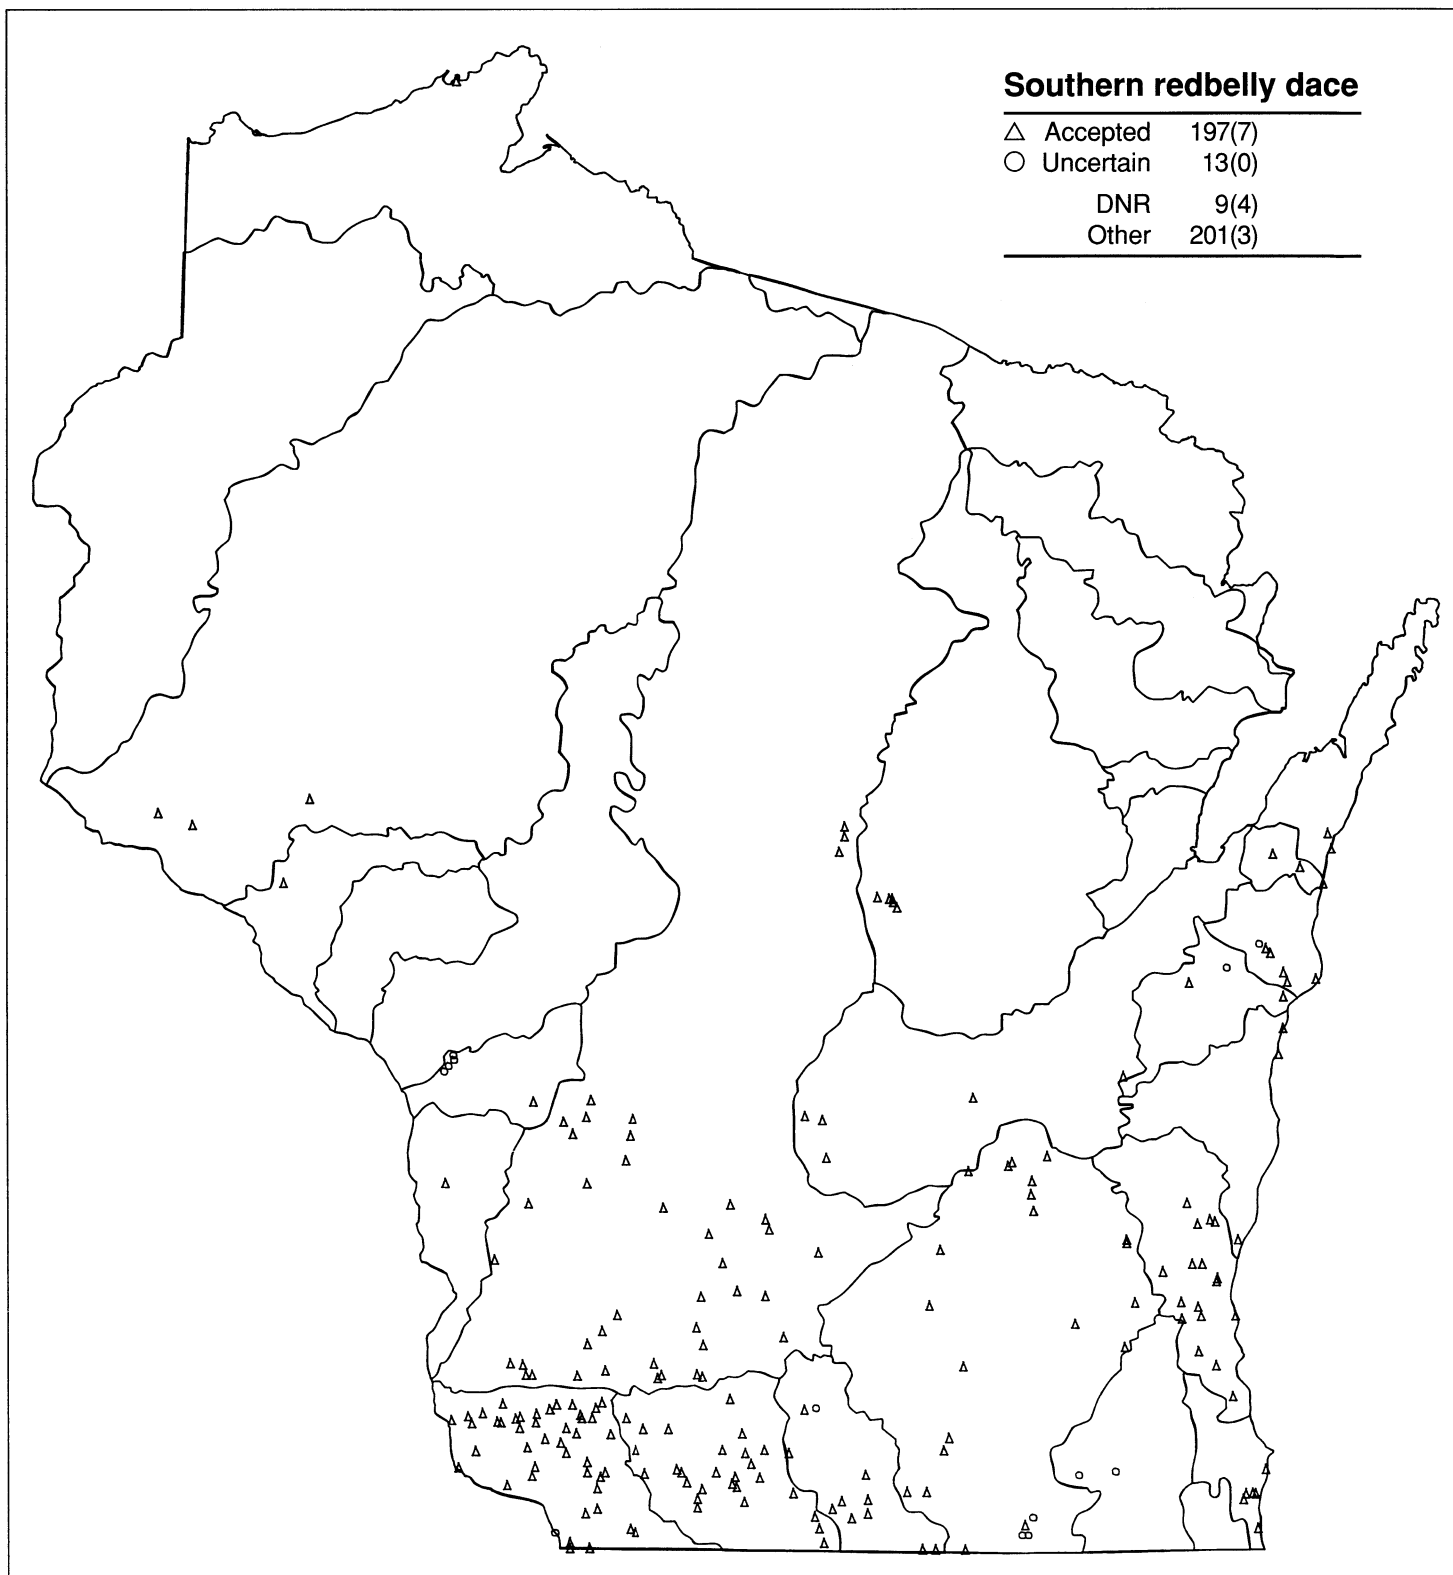 Southern redbelly dace
Accepted 197(7)
Uncertain 13(0)
DNR 9(4)
Other 201(3)